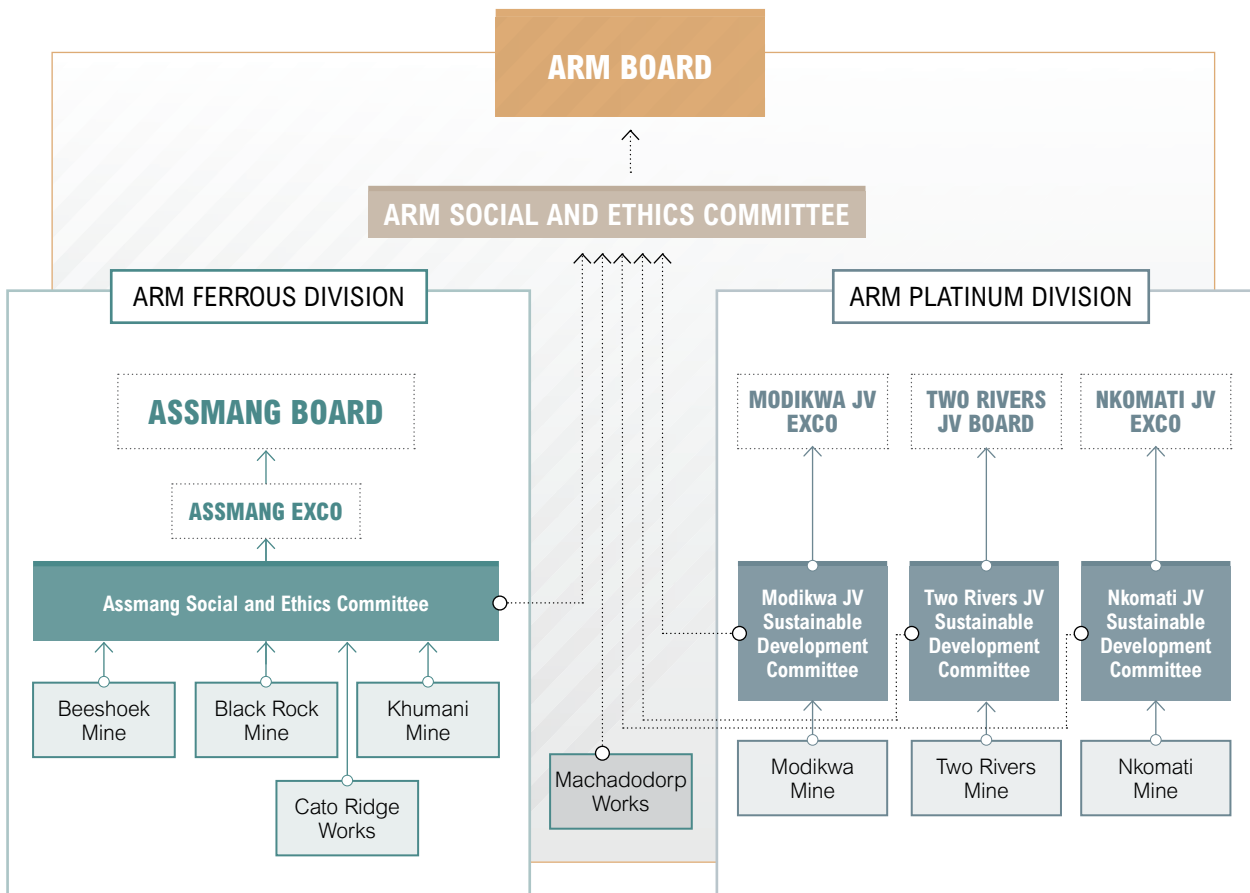 ARM BOARD
ARM SOCIAL AND ETHICS COMMITTEE
ARM FERROUS DIVISION
ASSMANG BOARD
ASSMANG EXCO
Assmang Social and Ethics Committee
Beeshoek
Mine
Black Rock
Mine
Khumani
Mine
Cato Ridge
Works
Machadodorp
Works
ARM PLATINUM DIVISION
MODIKWA JV
EXCO
TWO RIVERS
JV BOARD
NKOMATI JV
EXCO
Modikwa JV
Sustainable
Development
Committee
Two Rivers JV
Sustainable
Development
Committee
Nkomati JV
Sustainable
Development
Committee
Modikwa
Mine
Two Rivers
Mine
Nkomati
Mine